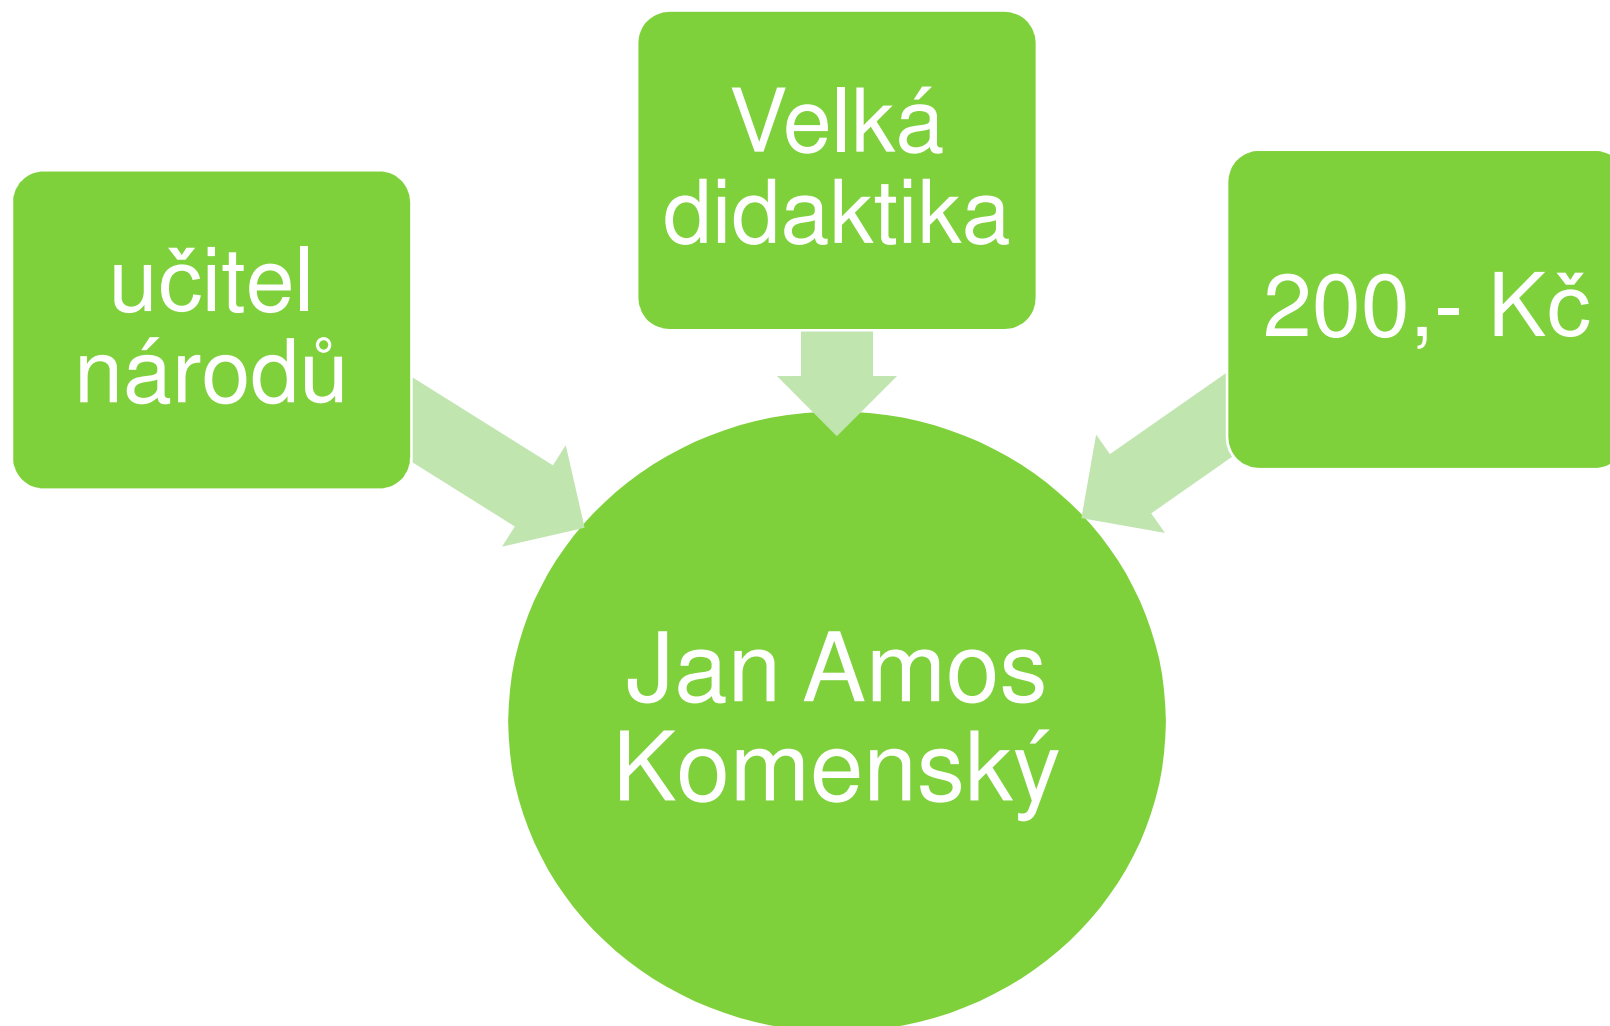 učitel
národů
Velká
didaktika
200,- Kč
Jan Amos
Komenský